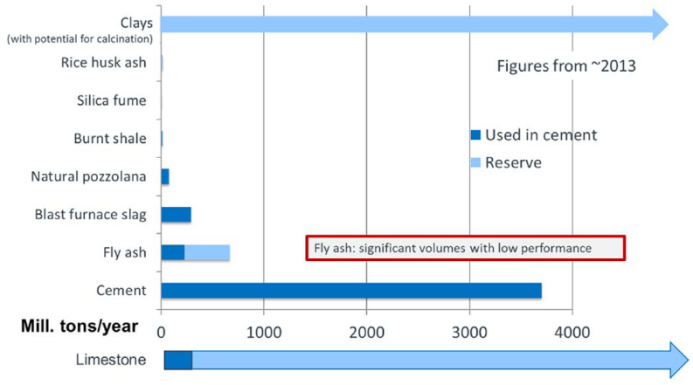 Clays
(with potential for calcination)
Rice husk ash
Figures from ~2013
Silica fume
Burnt shale
Used in cement
Reserve
Natural pozzolana
Blast furnace slag
Fly ash
Fly ash: significant volumes with low performance
Cement
Mill. tons/year
0 1000 2000 3000 4000
Limestone